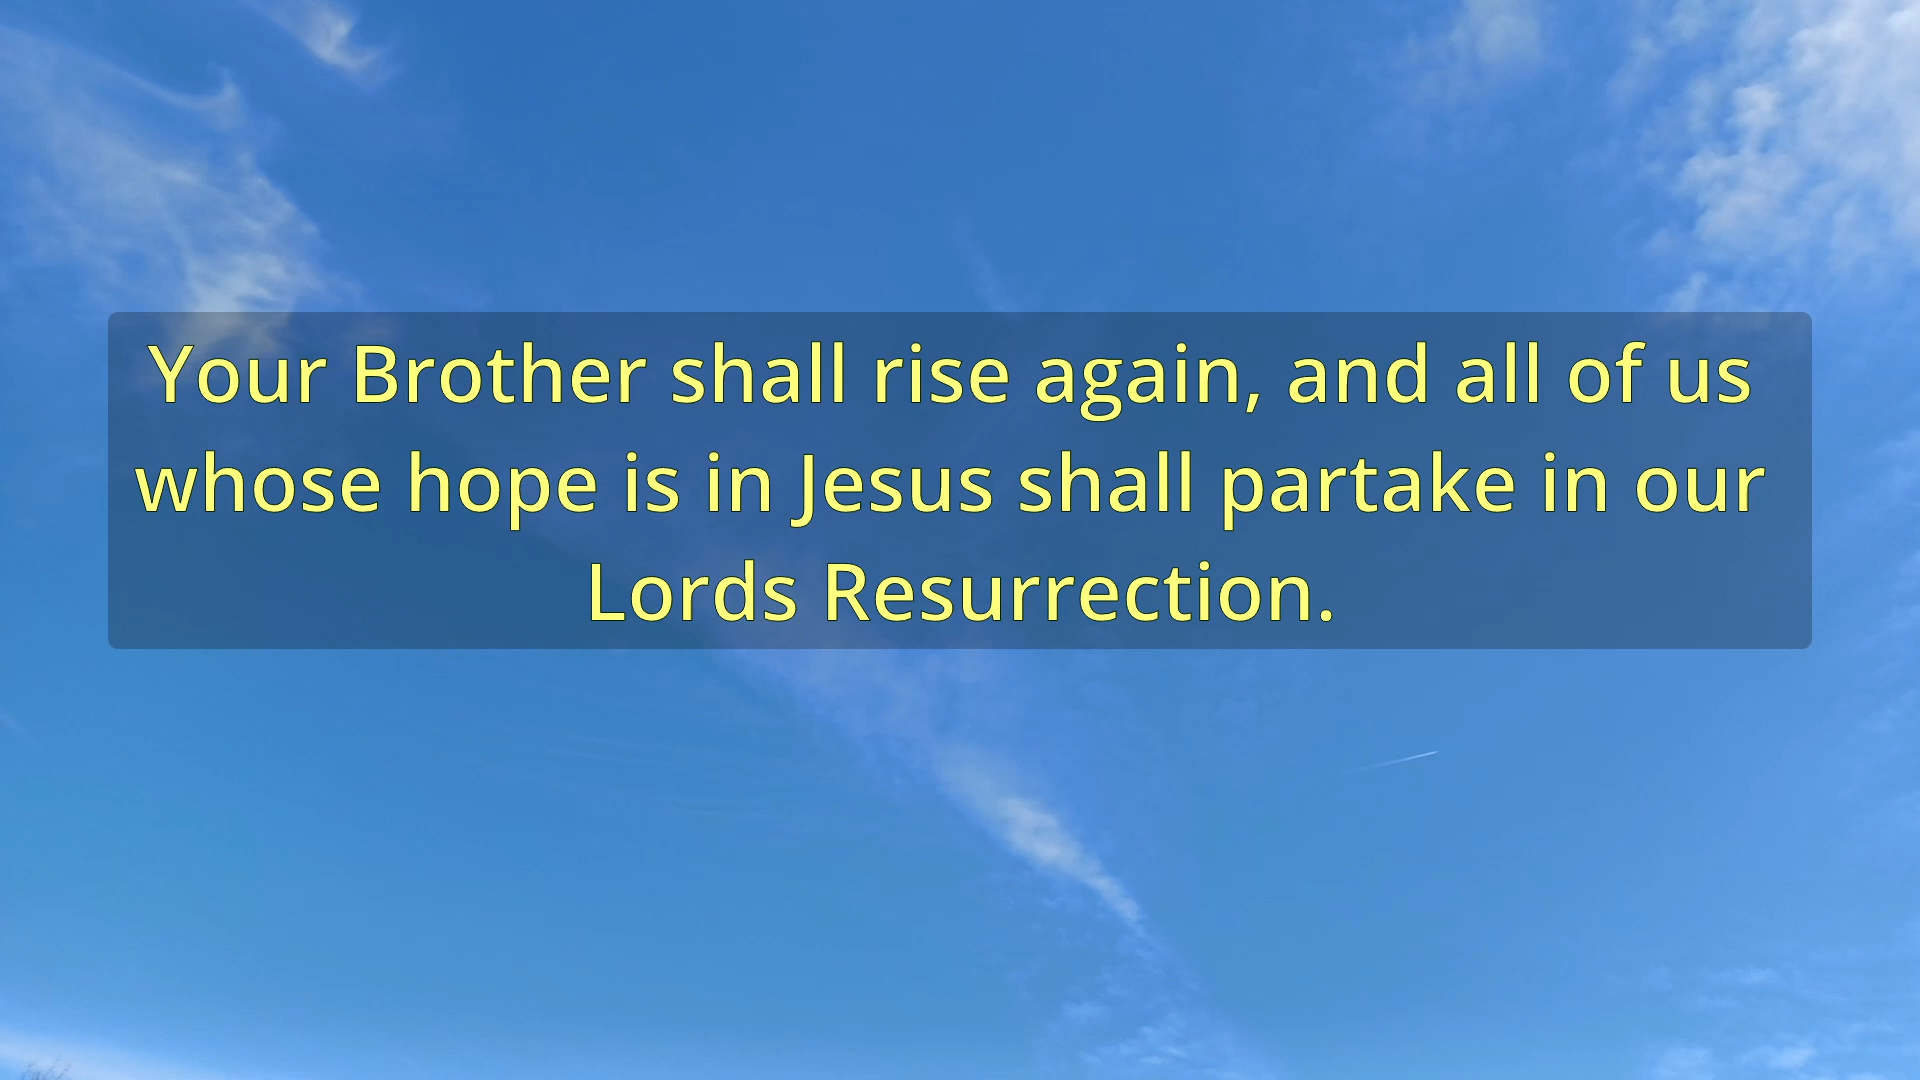 Your Brother shall rise again, and all of us
whose hope is in Jesus shall partake in our
Lords Resurrection.